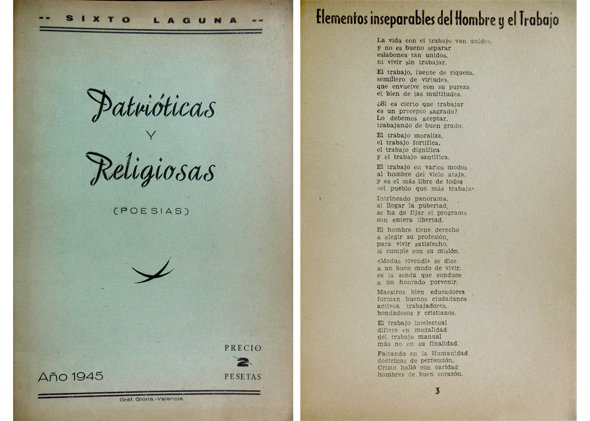 -- SIXTO LAGUNA --
Patrióticas
Y
Religiosas
(POESIAS)
PRECIO
2
PESETAS
Año 1945
Gráf. Gloria.-Valencia
Elementos inseparables del Hombre y el Trabajo
La vida con el trabajo van unidos,
y no es bueno separar
eslabones tan unidos,
ni vivir sin trabajar.
El trabajo, fuente de riqueza,
semillero de virtudes,
que envuelve con su pureza
el bien de las multitudes.
¿Si es cierto que trabajar
es un precepto sagrado?
Lo debemos aceptar,
trabajando de buen grado.
El trabajo moraliza,
el trabajo fortifica,
el trabajo dignifica
y el trabajo santifica.
El trabajo en varios modos
al hombre del vicio ataja,
y es el más libre de todos
«el pueblo que más trabaja».
Intrincado panorama,
al llegar la pubertad,
se ha de fijar el programa
con entera libertad.
El hombre tiene derecho
a elegir su profesión,
para vivir satisfecho,
si cumple con su misión.
«Modus vivendi» se dice
a un buen modo de vivir,
es la senda que conduce
a un honrado porvenir.
Maestros bien educadores
forman buenos ciudadanos
activos, trabajadores,
bondadosos y cristianos.
El trabajo intelectual
difiere en modalidad
del trabajo manual
más no en su finalidad.
Faltando en la Humanidad
doctrinas de perfección,
Cristo halló con caridad
hombres de buen corazón.
3